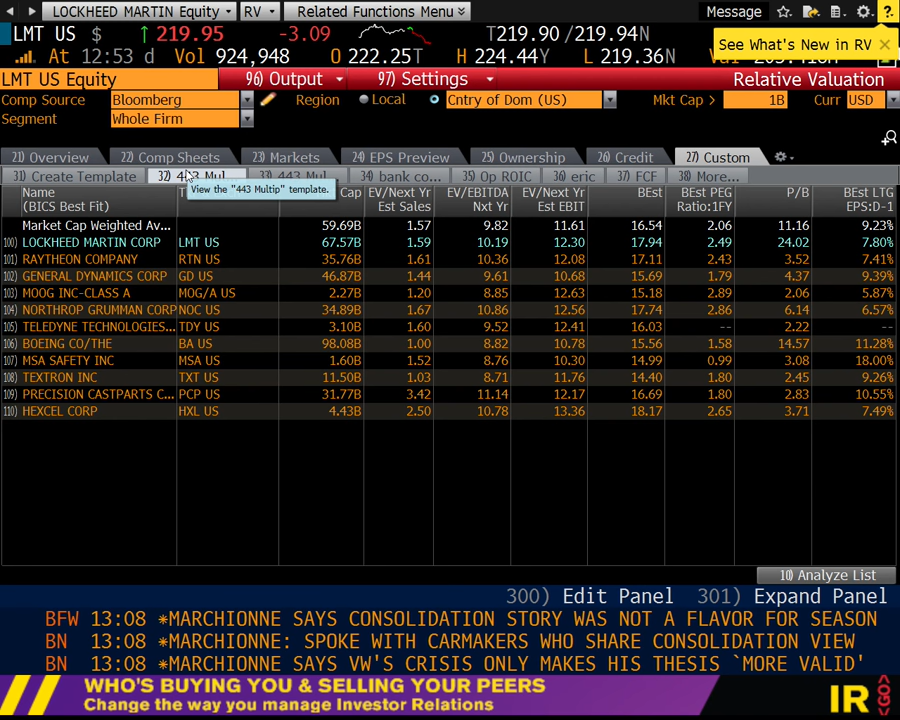 LOCKHEED MARTIN Equity RV Related Functions Menu Message
LMT US $ 219.95 -3.09 T219.90 /219.94N
At 12:53 d Vol 924,948 O 222.25T H 224.44Y L 219.36N
See What's New in RV
LMT US Equity 96) Output 97) Settings Relative Valuation
Comp Source Bloomberg Region Local Cntry of Dom (US) Mkt Cap > 1B Curr USD
Segment Whole Firm
21) Overview 22) Comp Sheets 23) Markets 24) EPS Preview 25) Ownership 26) Credit 27) Custom
31) Create Template 32) 443 Mul 33) 443 Mul 34) bank co... 35) Op ROIC 36) eric 37) FCF 38) More...
View the "443 Multip" template.
Name Cap EV/Next Yr EV/EBITDA EV/Next Yr BEst BEst PEG P/B BEst LTG
(BICS Best Fit) Est Sales Nxt Yr Est EBIT Ratio:1FY EPS:D-1
Market Cap Weighted Av... 59.69B 1.57 9.82 11.61 16.54 2.06 11.16 9.23%
100) LOCKHEED MARTIN CORP LMT US 67.57B 1.59 10.19 12.30 17.94 2.49 24.02 7.80%
101) RAYTHEON COMPANY RTN US 35.76B 1.61 10.36 12.08 17.11 2.43 3.52 7.41%
102) GENERAL DYNAMICS CORP GD US 46.87B 1.44 9.61 10.68 15.69 1.79 4.37 9.39%
103) MOOG INC-CLASS A MOG/A US 2.27B 1.20 8.85 12.63 15.18 2.89 2.06 5.87%
104) NORTHROP GRUMMAN CORP NOC US 34.89B 1.67 10.86 12.56 17.74 2.86 6.14 6.57%
105) TELEDYNE TECHNOLOGIES... TDY US 3.10B 1.60 9.52 12.41 16.03 -- 2.22 --
106) BOEING CO/THE BA US 98.08B 1.00 8.82 10.78 15.56 1.58 14.57 11.28%
107) MSA SAFETY INC MSA US 1.60B 1.52 8.76 10.30 14.99 0.99 3.08 18.00%
108) TEXTRON INC TXT US 11.50B 1.03 8.71 11.76 14.40 1.80 2.45 9.26%
109) PRECISION CASTPARTS C... PCP US 31.77B 3.42 11.14 12.17 16.69 1.80 2.83 10.55%
110) HEXCEL CORP HXL US 4.43B 2.50 10.78 13.36 18.17 2.65 3.71 7.49%
10) Analyze List
300) Edit Panel 301) Expand Panel
BFW 13:08 *MARCHIONNE SAYS CONSOLIDATION STORY WAS NOT A FLAVOR FOR SEASON
BN 13:08 *MARCHIONNE: SPOKE WITH CARMAKERS WHO SHARE CONSOLIDATION VIEW
BN 13:08 *MARCHIONNE SAYS VW'S CRISIS ONLY MAKES HIS THESIS `MORE VALID'
WHO'S BUYING YOU & SELLING YOUR PEERS
Change the way you manage Investor Relations
IR